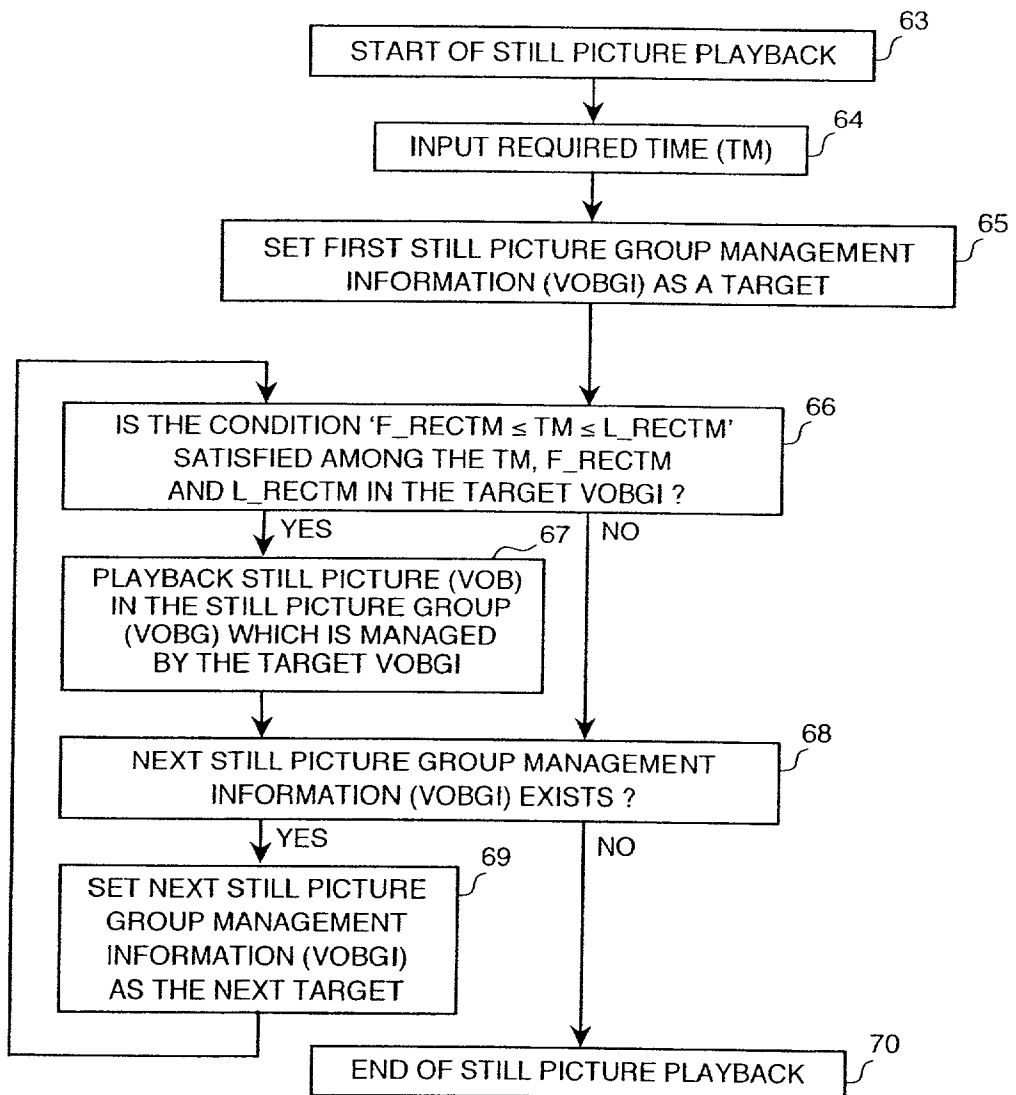 63
START OF STILL PICTURE PLAYBACK
64
INPUT REQUIRED TIME (TM)
65
SET FIRST STILL PICTURE GROUP MANAGEMENT
INFORMATION (VOBGI) AS A TARGET
66
IS THE CONDITION 'F_RECTM ≤ TM ≤ L_RECTM'
SATISFIED AMONG THE TM, F_RECTM
AND L_RECTM IN THE TARGET VOBGI ?
YES
NO
67
PLAYBACK STILL PICTURE (VOB)
IN THE STILL PICTURE GROUP
(VOBG) WHICH IS MANAGED
BY THE TARGET VOBGI
68
NEXT STILL PICTURE GROUP MANAGEMENT
INFORMATION (VOBGI) EXISTS ?
YES
NO
69
SET NEXT STILL PICTURE
GROUP MANAGEMENT
INFORMATION (VOBGI)
AS THE NEXT TARGET
70
END OF STILL PICTURE PLAYBACK